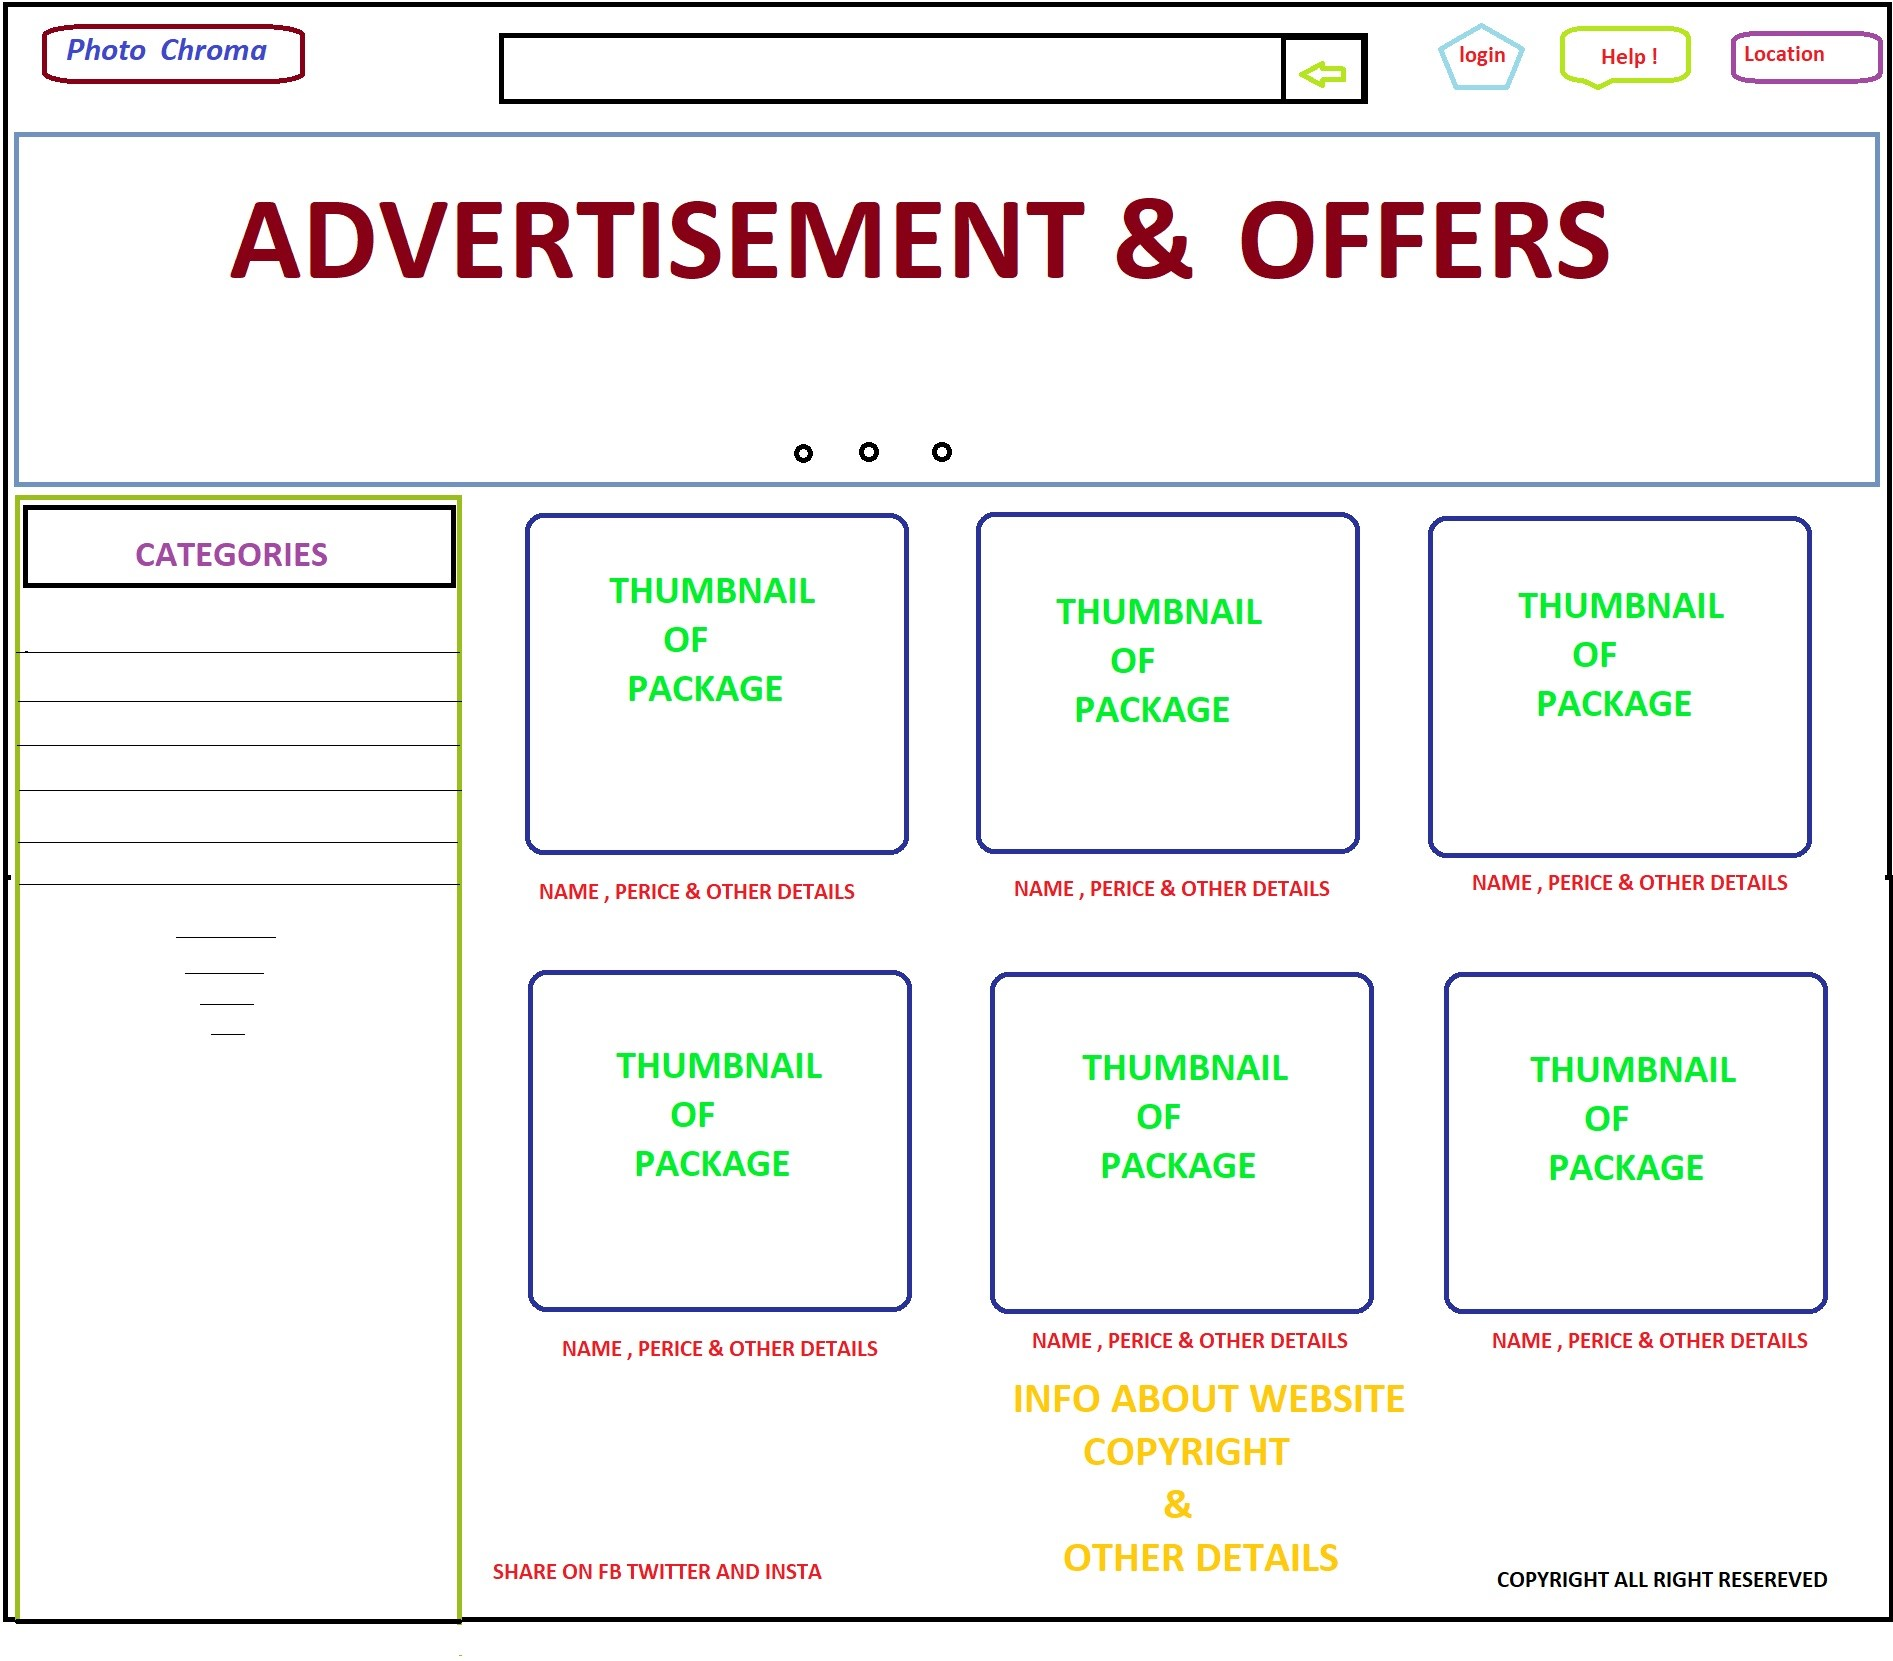 Photo Chroma
login
Help !
Location
ADVERTISEMENT & OFFERS
CATEGORIES
THUMBNAIL
OF
PACKAGE
THUMBNAIL
OF
PACKAGE
THUMBNAIL
OF
PACKAGE
NAME , PERICE & OTHER DETAILS
NAME , PERICE & OTHER DETAILS
NAME , PERICE & OTHER DETAILS
THUMBNAIL
OF
PACKAGE
THUMBNAIL
OF
PACKAGE
THUMBNAIL
OF
PACKAGE
NAME , PERICE & OTHER DETAILS
NAME , PERICE & OTHER DETAILS
NAME , PERICE & OTHER DETAILS
INFO ABOUT WEBSITE
COPYRIGHT
&
OTHER DETAILS
SHARE ON FB TWITTER AND INSTA
COPYRIGHT ALL RIGHT RESEREVED